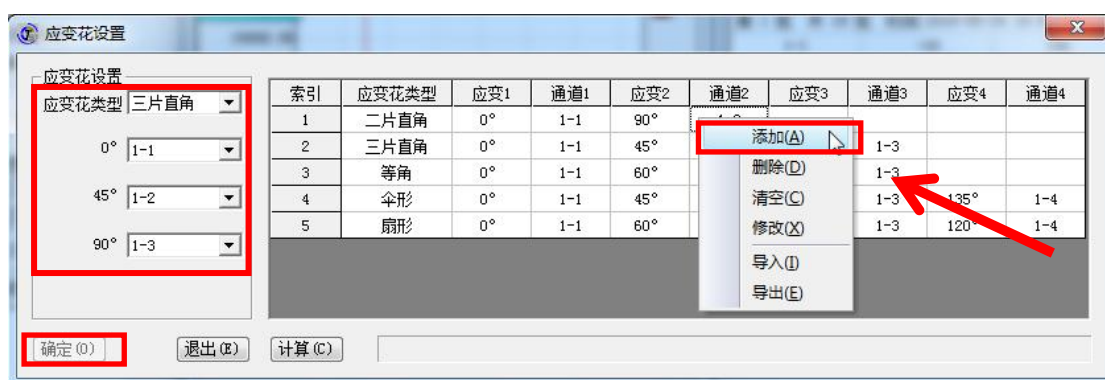 应变花设置
应变花设置
应变花类型 三片直角
0° 1-1
45° 1-2
90° 1-3
确定(O) 退出(E) 计算(C)
索引 应变花类型 应变1 通道1 应变2 通道2 应变3 通道3 应变4 通道4
1 二片直角 0° 1-1 90°
2 三片直角 0° 1-1 45° 1-3
3 等角 0° 1-1 60° 1-3
4 伞形 0° 1-1 45° 1-3 135° 1-4
5 扇形 0° 1-1 60° 1-3 120° 1-4
添加(A)
删除(D)
清空(C)
修改(X)
导入(I)
导出(E)